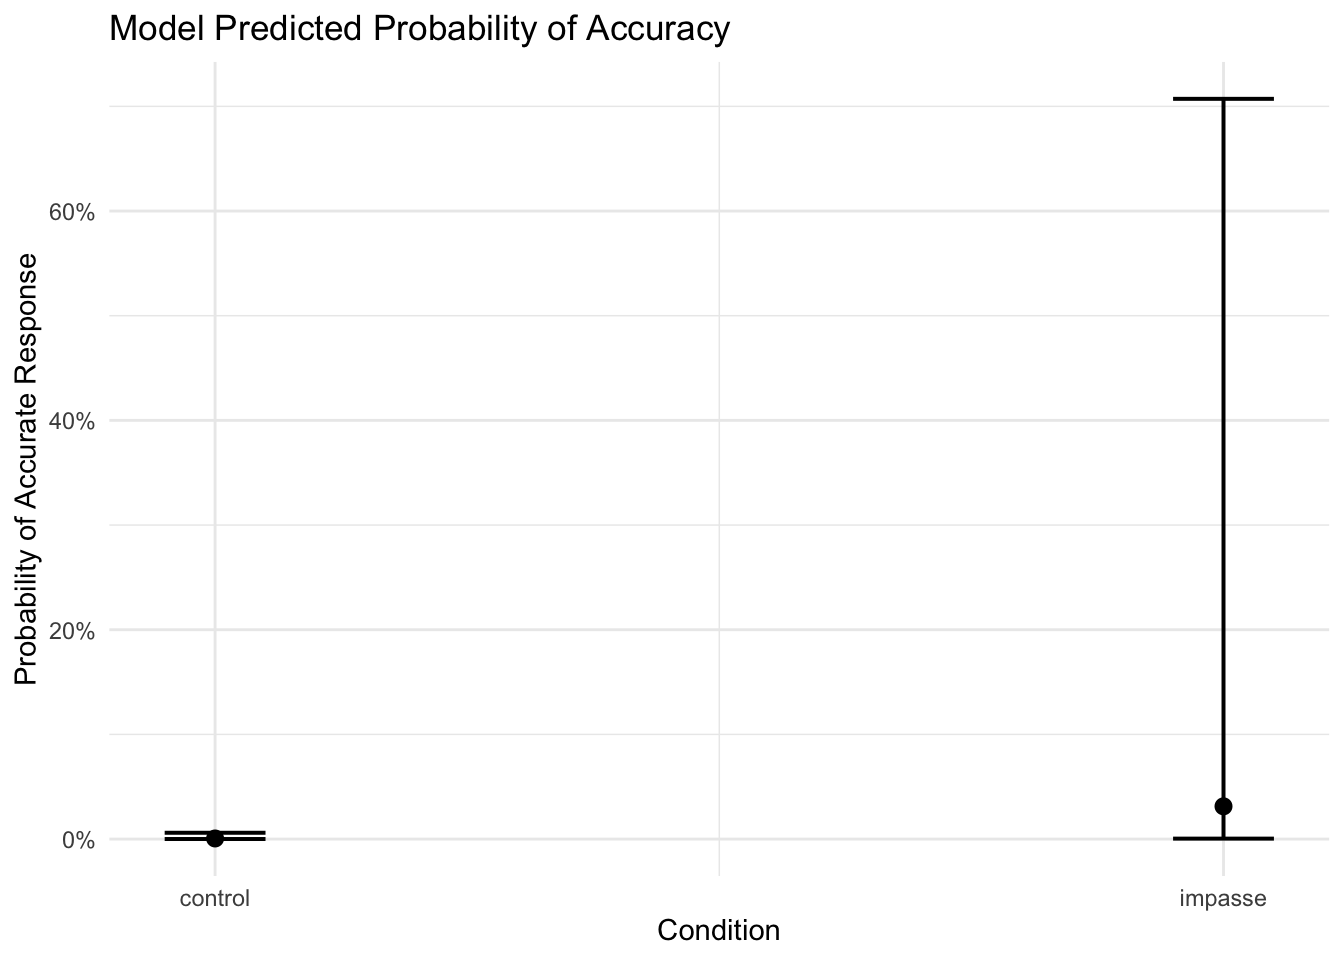 Model Predicted Probability of Accuracy
Probability of Accurate Response
60%
40%
20%
0%
control
impasse
Condition